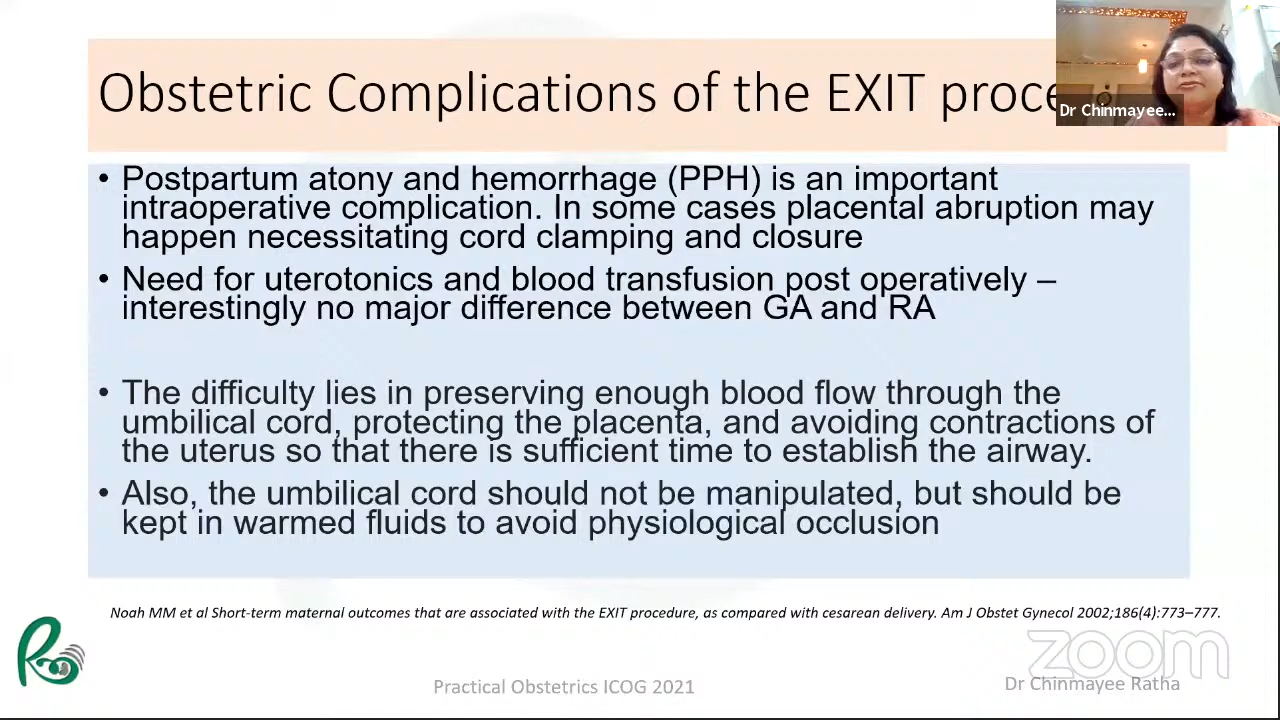 Obstetric Complications of the EXIT proce
Dr Chinmayee...
• Postpartum atony and hemorrhage (PPH) is an important
intraoperative complication. In some cases placental abruption may
happen necessitating cord clamping and closure
• Need for uterotonics and blood transfusion post operatively –
interestingly no major difference between GA and RA
• The difficulty lies in preserving enough blood flow through the
umbilical cord, protecting the placenta, and avoiding contractions of
the uterus so that there is sufficient time to establish the airway.
• Also, the umbilical cord should not be manipulated, but should be
kept in warmed fluids to avoid physiological occlusion
Noah MM et al Short-term maternal outcomes that are associated with the EXIT procedure, as compared with cesarean delivery. Am J Obstet Gynecol 2002;186(4):773–777.
zoom
Practical Obstetrics ICOG 2021
Dr Chinmayee Ratha